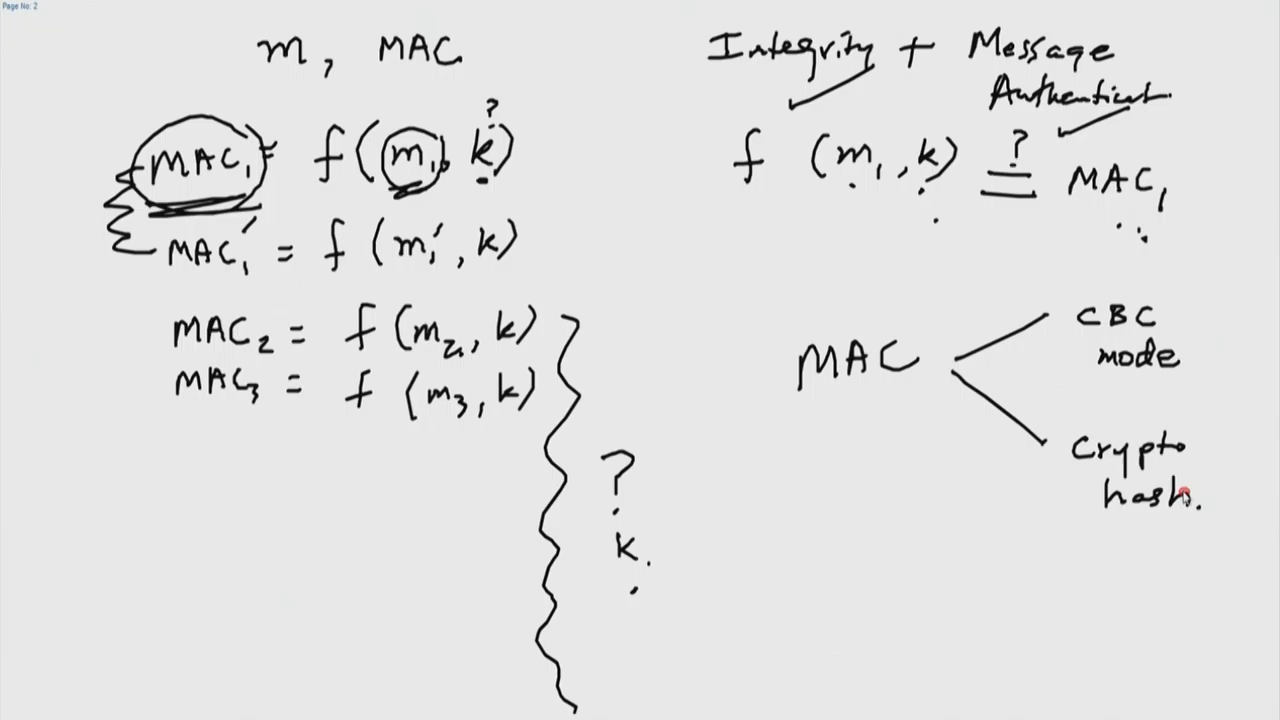 Page No: 2
m, MAC
MAC₁ = f(m₁, k)
?
MAC₁′ = f(m₁′, k)
MAC₂ = f(m₂, k)
MAC₃ = f(m₃, k)
?
k.
Integrity + Message
Authenticat.
f(m₁, k) ?= MAC₁
MAC
CBC
mode
Crypto
hash.